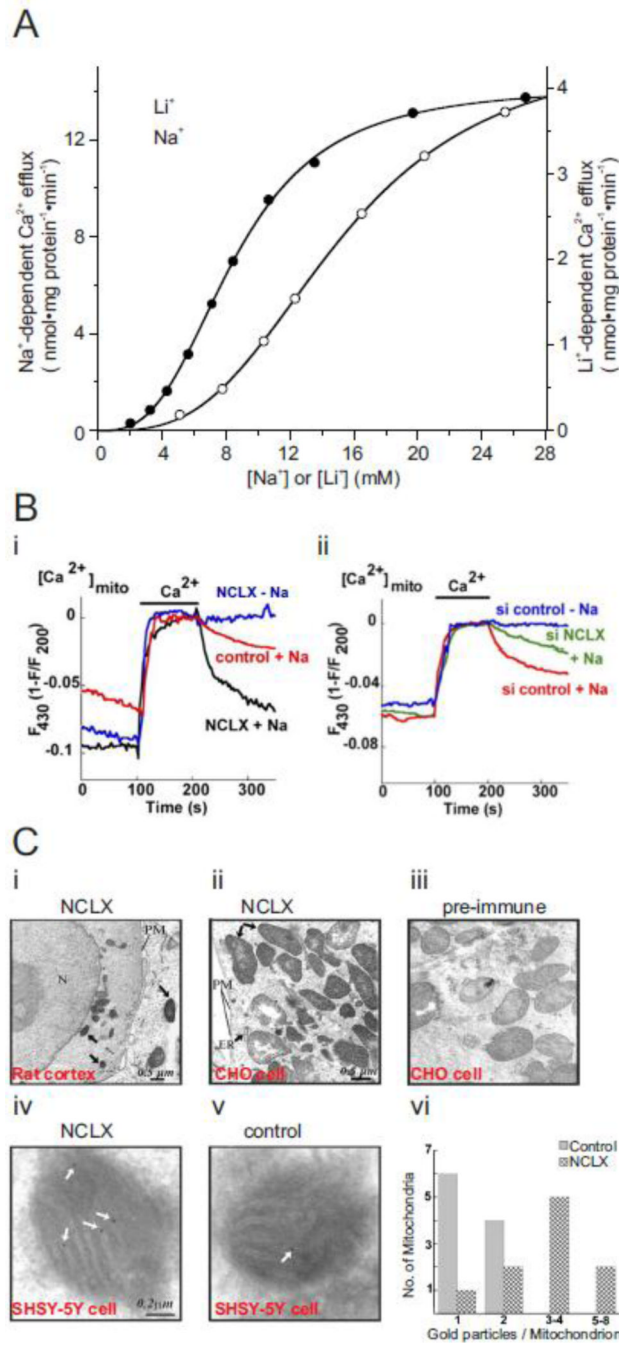 A
Li⁺
Na⁺
Na⁺-dependent Ca²⁺ efflux
( nmol•mg protein⁻¹•min⁻¹)
12
8
4
0
4
3
2
1
0
Li⁺-dependent Ca²⁺ efflux
( nmol•mg protein⁻¹•min⁻¹)
0 4 8 12 16 20 24 28
[Na⁺] or [Li⁻] (mM)
B
i
[Ca²⁺]mito
Ca²⁺
NCLX - Na
control + Na
NCLX + Na
F430 (1-F/F200)
0
-0.05
-0.1
0 100 200 300
Time (s)
ii
[Ca²⁺]mito
Ca²⁺
si control - Na
si NCLX
+ Na
si control + Na
F430 (1-F/F200)
0
-0.04
-0.08
0 100 200 300
Time (s)
C
i
NCLX
PM
N
Rat cortex
0.5 µm
ii
NCLX
PM
ER
CHO cell
0.5 µm
iii
pre-immune
CHO cell
iv
NCLX
SHSY-5Y cell
0.2µm
v
control
SHSY-5Y cell
vi
Control
NCLX
No. of Mitochondria
7
5
3
1
1 2 3-4 5-8
Gold particles / Mitochondrion